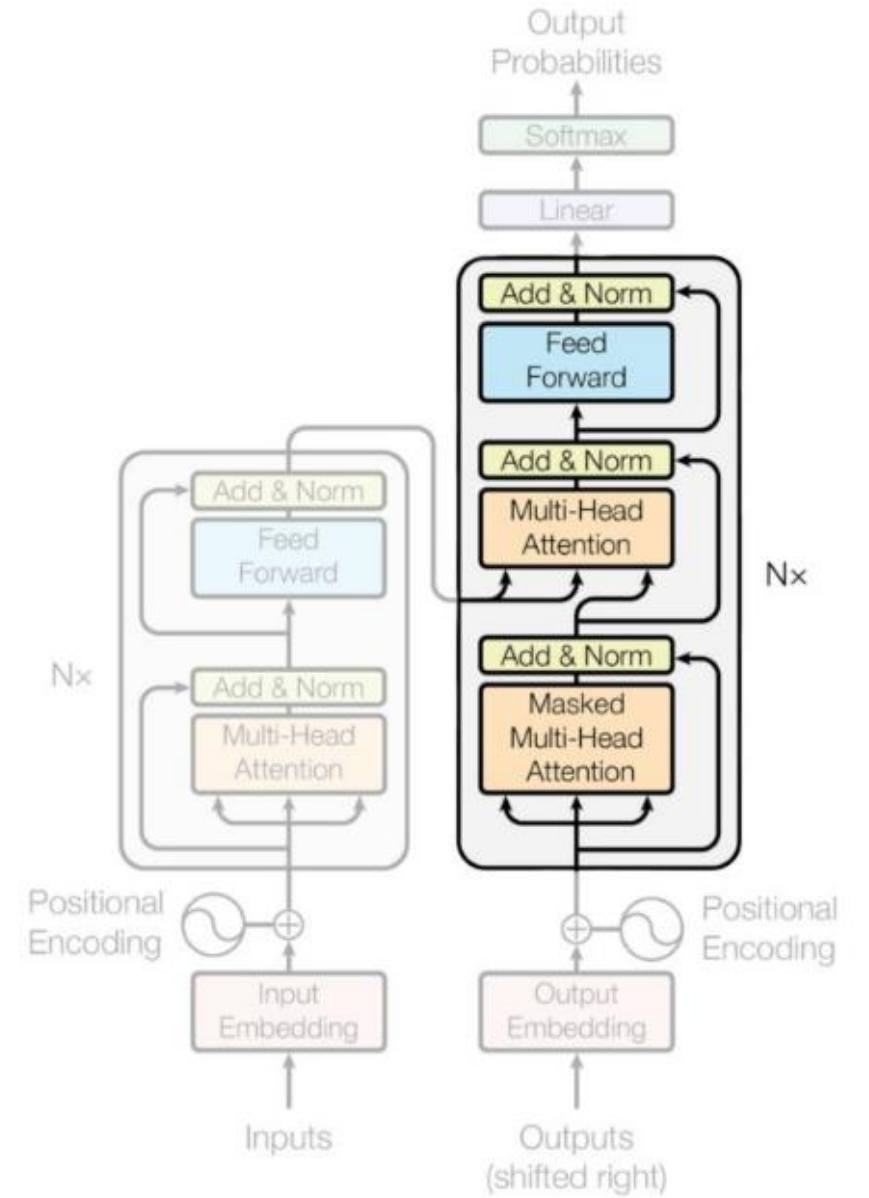 Output
Probabilities
Softmax
Linear
Add & Norm
Feed
Forward
Add & Norm
Multi-Head
Attention
Nx
Add & Norm
Masked
Multi-Head
Attention
Add & Norm
Feed
Forward
Nx
Add & Norm
Multi-Head
Attention
Positional
Encoding
Positional
Encoding
Input
Embedding
Output
Embedding
Inputs
Outputs
(shifted right)